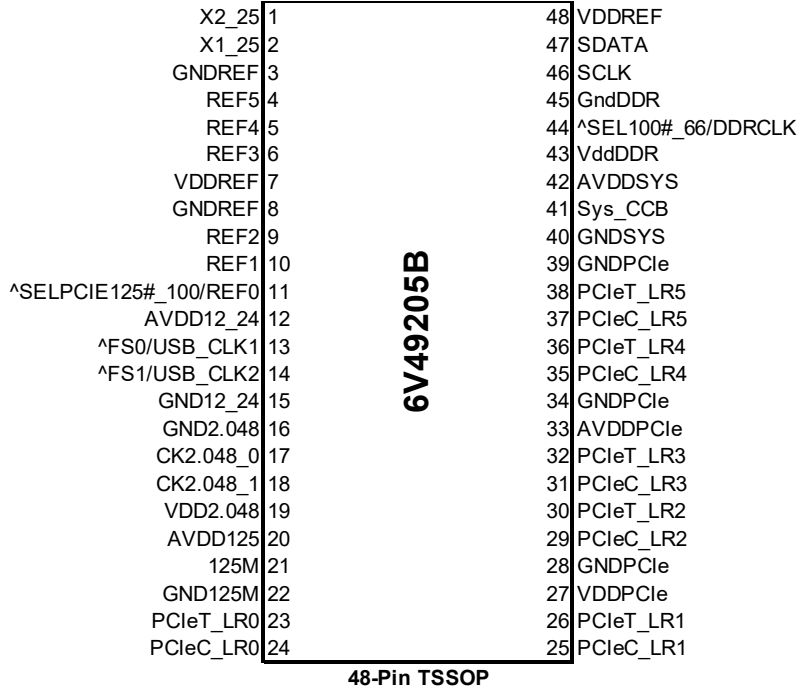 X2_25 1 48 VDDREF
X1_25 2 47 SDATA
GNDREF 3 46 SCLK
REF5 4 45 GndDDR
REF4 5 44 ^SEL100#_66/DDRCLK
REF3 6 43 VddDDR
VDDREF 7 42 AVDDSYS
GNDREF 8 41 Sys_CCB
REF2 9 40 GNDSYS
REF1 10 39 GNDPCIe
^SELPCIE125#_100/REF0 11 38 PCIeT_LR5
AVDD12_24 12 37 PCIeC_LR5
^FS0/USB_CLK1 13 36 PCIeT_LR4
^FS1/USB_CLK2 14 35 PCIeC_LR4
GND12_24 15 34 GNDPCIe
GND2.048 16 33 AVDDPCIe
CK2.048_0 17 32 PCIeT_LR3
CK2.048_1 18 31 PCIeC_LR3
VDD2.048 19 30 PCIeT_LR2
AVDD125 20 29 PCIeC_LR2
125M 21 28 GNDPCIe
GND125M 22 27 VDDPCIe
PCIeT_LR0 23 26 PCIeT_LR1
PCIeC_LR0 24 25 PCIeC_LR1
6V49205B
48-Pin TSSOP